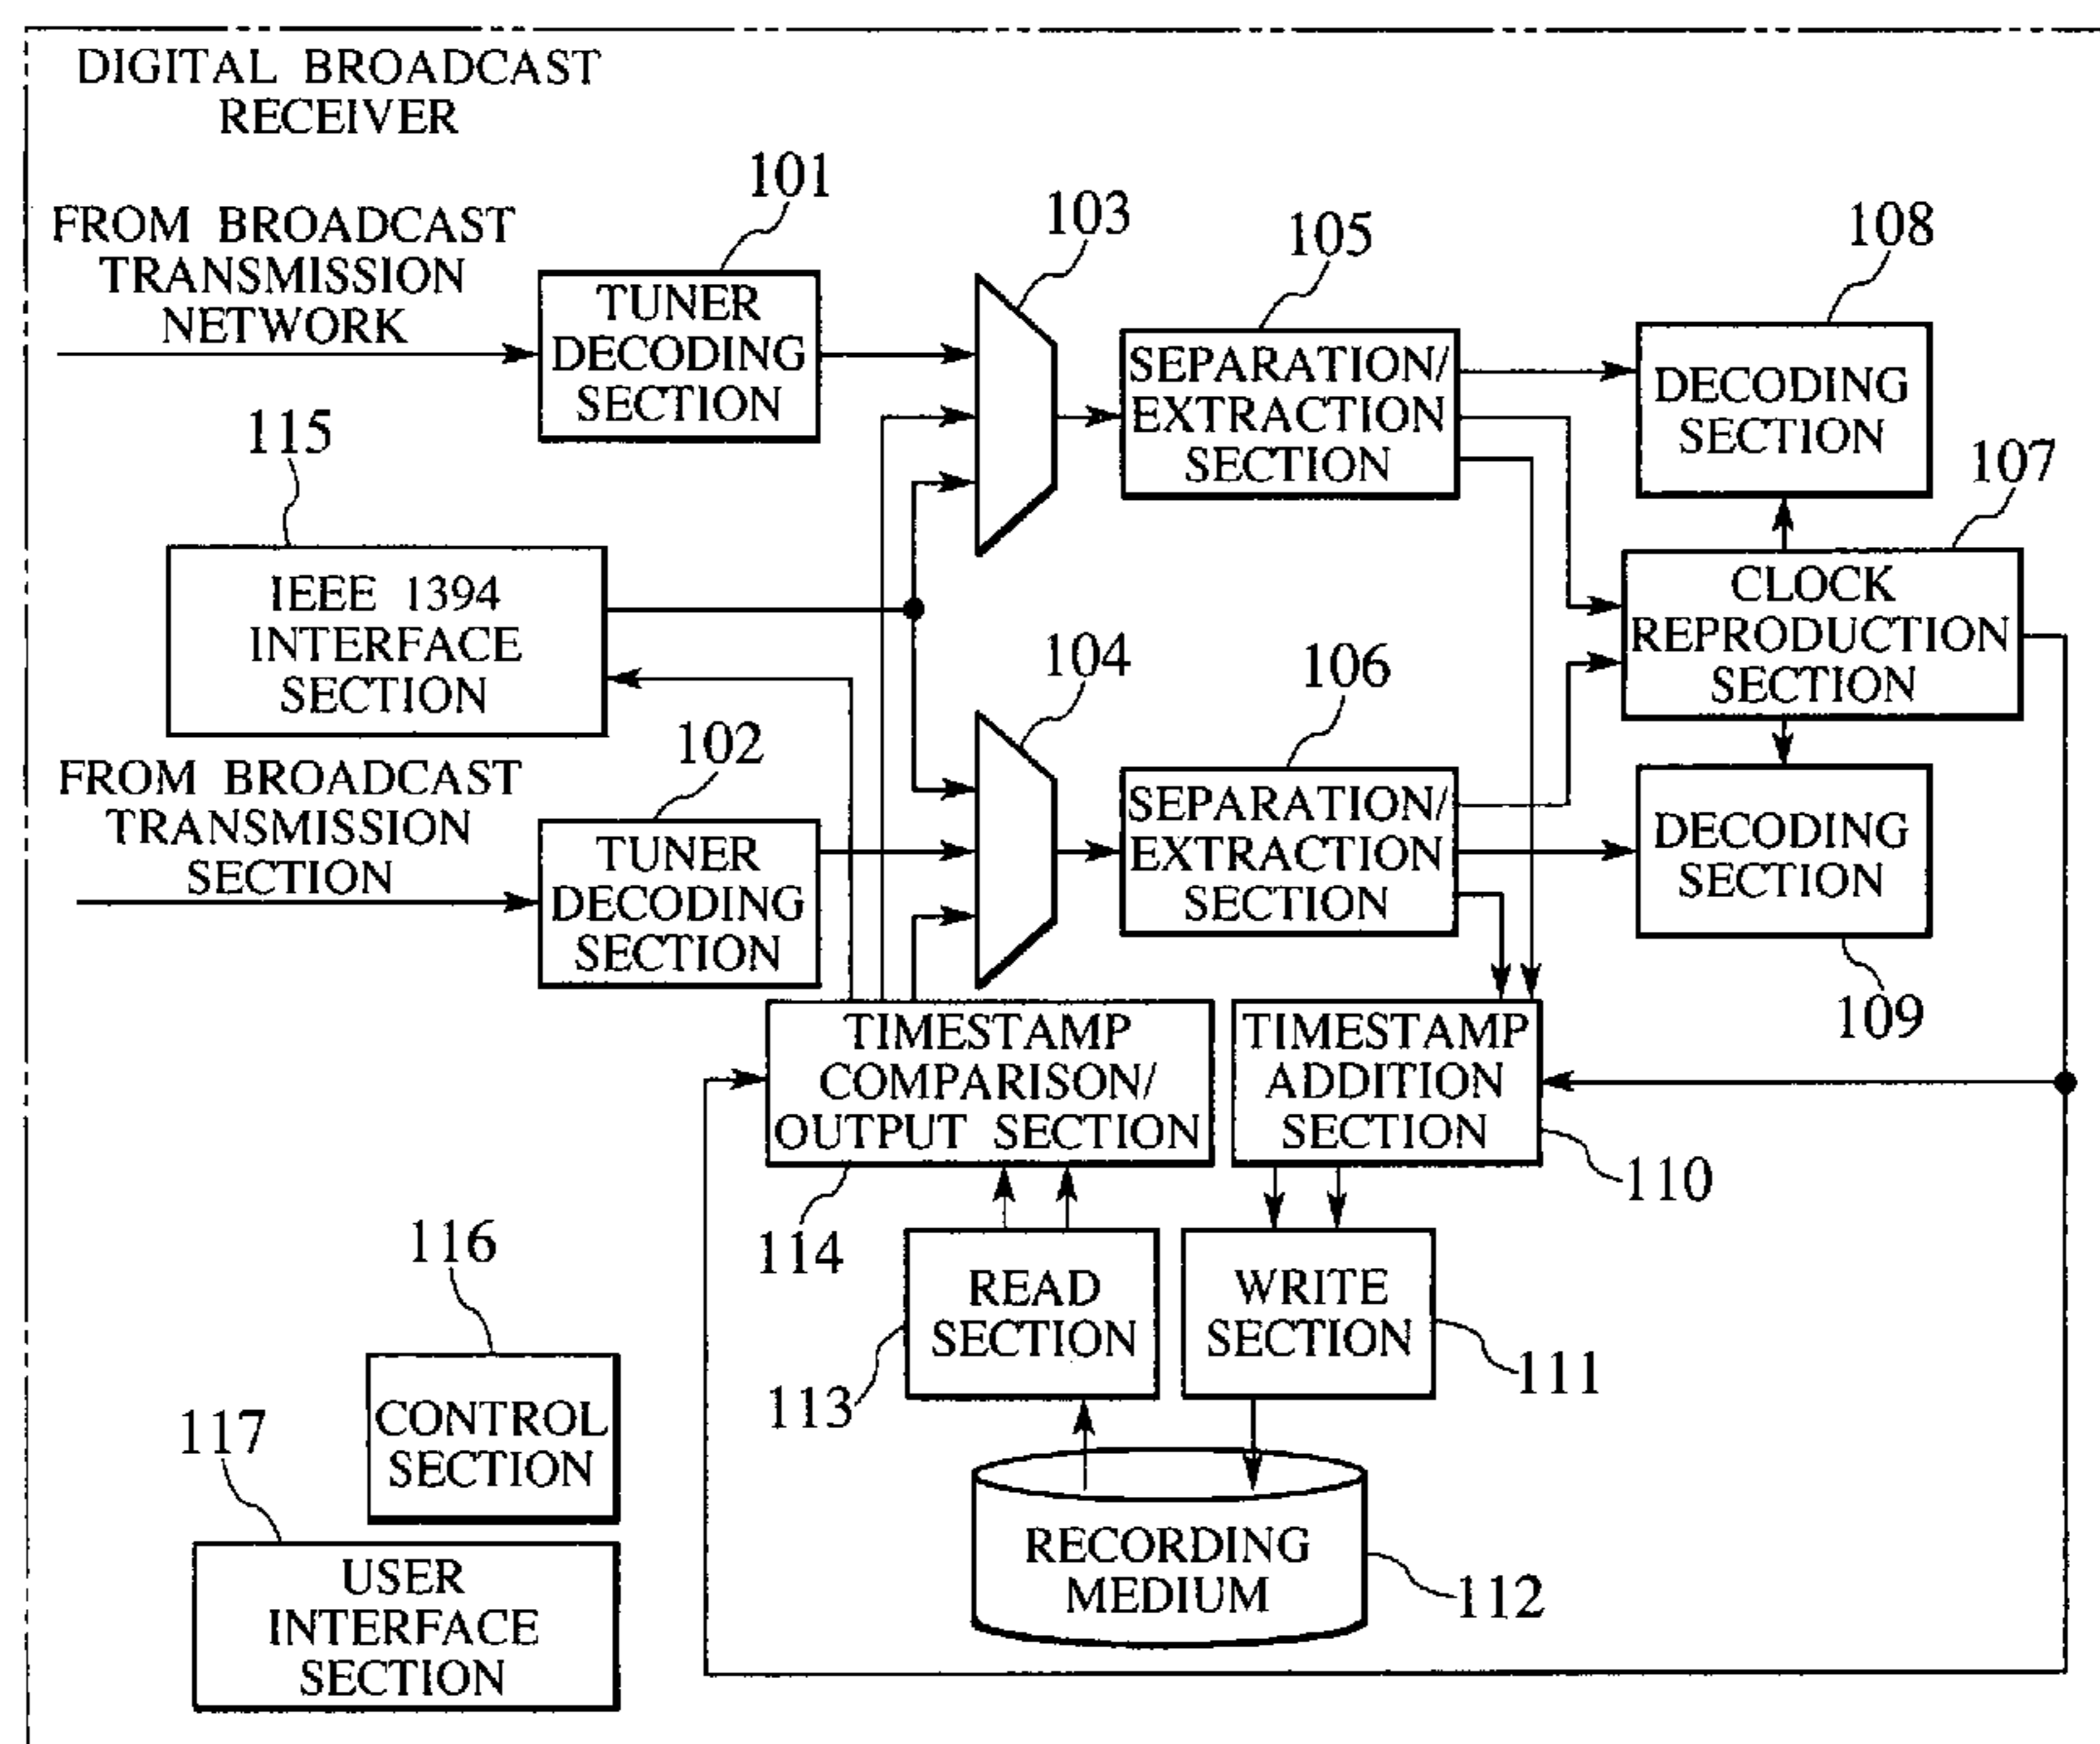 DIGITAL BROADCAST
RECEIVER
101
103
105
108
FROM BROADCAST
TRANSMISSION
NETWORK
TUNER
DECODING
SECTION
SEPARATION/
EXTRACTION
SECTION
DECODING
SECTION
115
107
IEEE 1394
INTERFACE
SECTION
CLOCK
REPRODUCTION
SECTION
104
106
102
FROM BROADCAST
TRANSMISSION
SECTION
TUNER
DECODING
SECTION
SEPARATION/
EXTRACTION
SECTION
DECODING
SECTION
109
TIMESTAMP
COMPARISON/
OUTPUT SECTION
TIMESTAMP
ADDITION
SECTION
110
114
116
READ
SECTION
WRITE
SECTION
113
111
CONTROL
SECTION
117
RECORDING
MEDIUM
112
USER
INTERFACE
SECTION